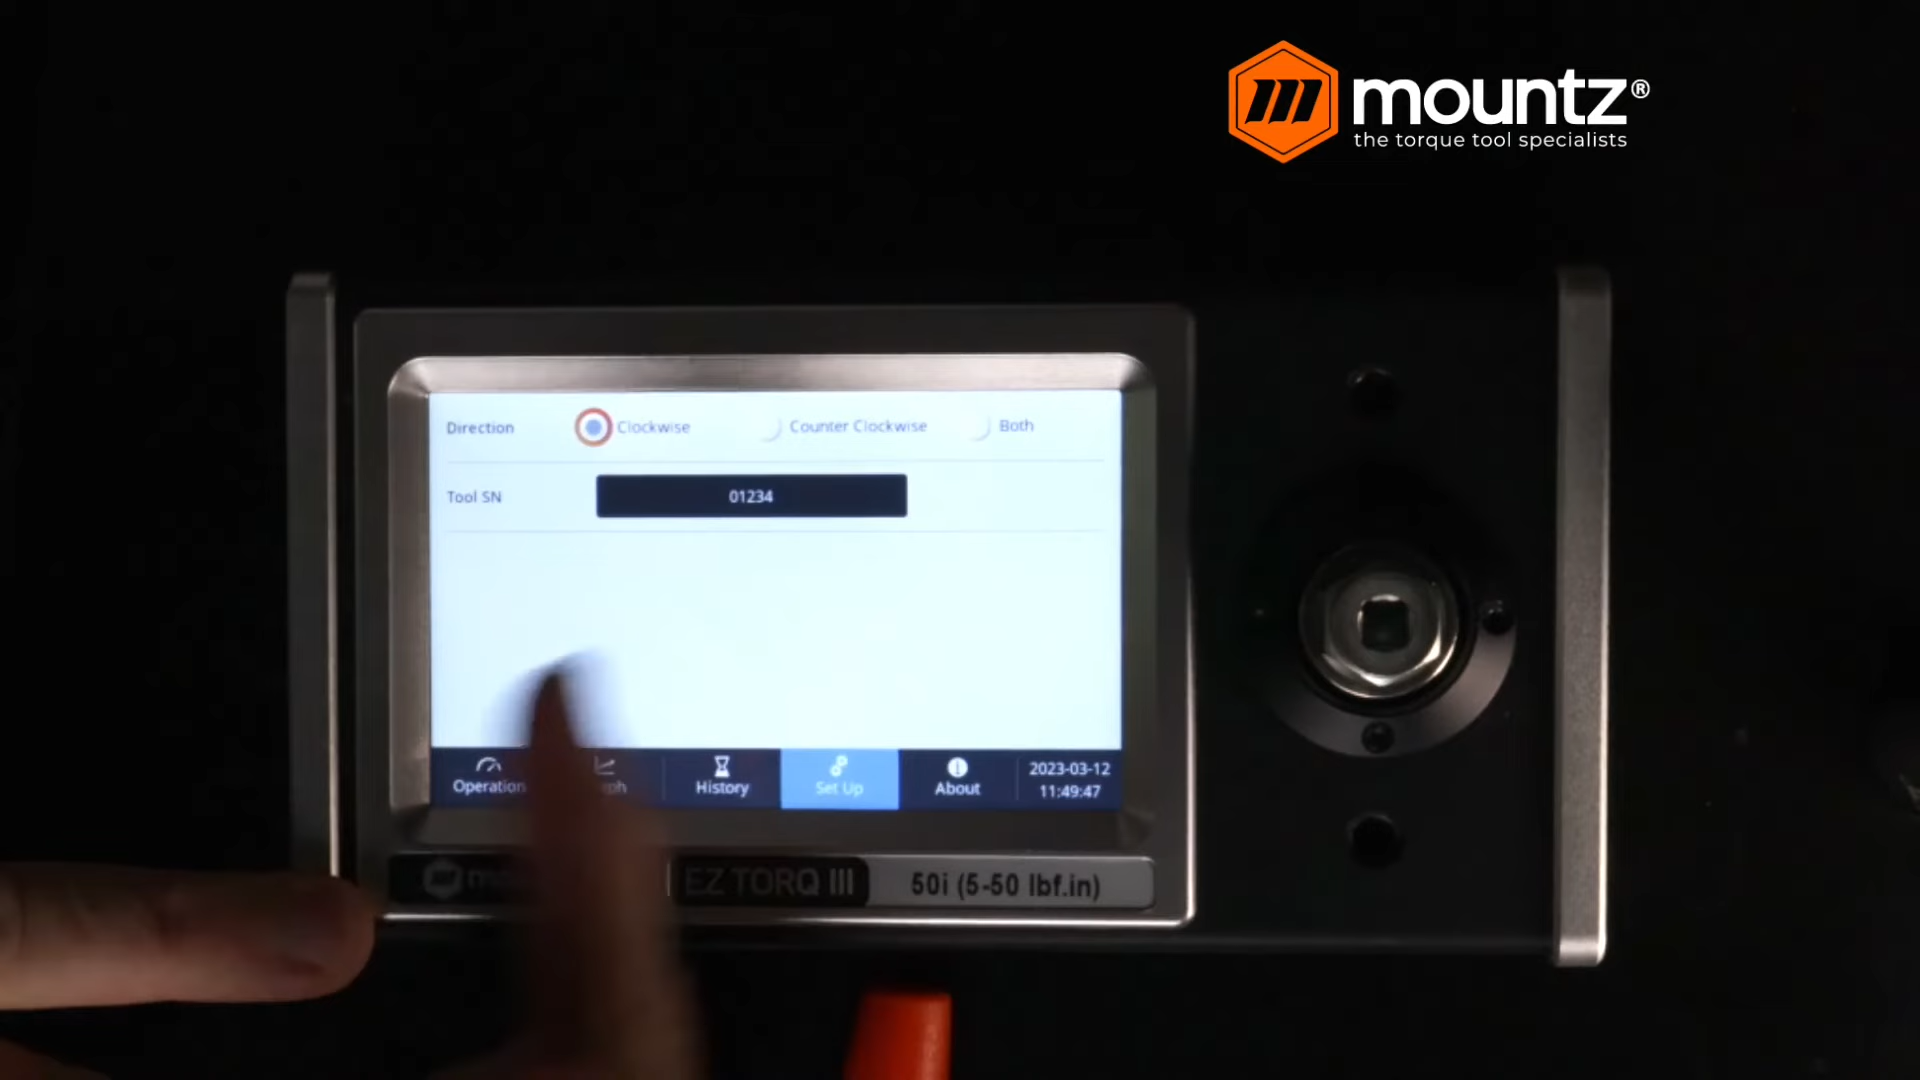 mountz®
the torque tool specialists
Direction Clockwise Counter Clockwise Both
Tool SN 01234
Operation History Set Up About 2023-03-12
11:49:47
EZ TORQ III 50i (5-50 lbf.in)